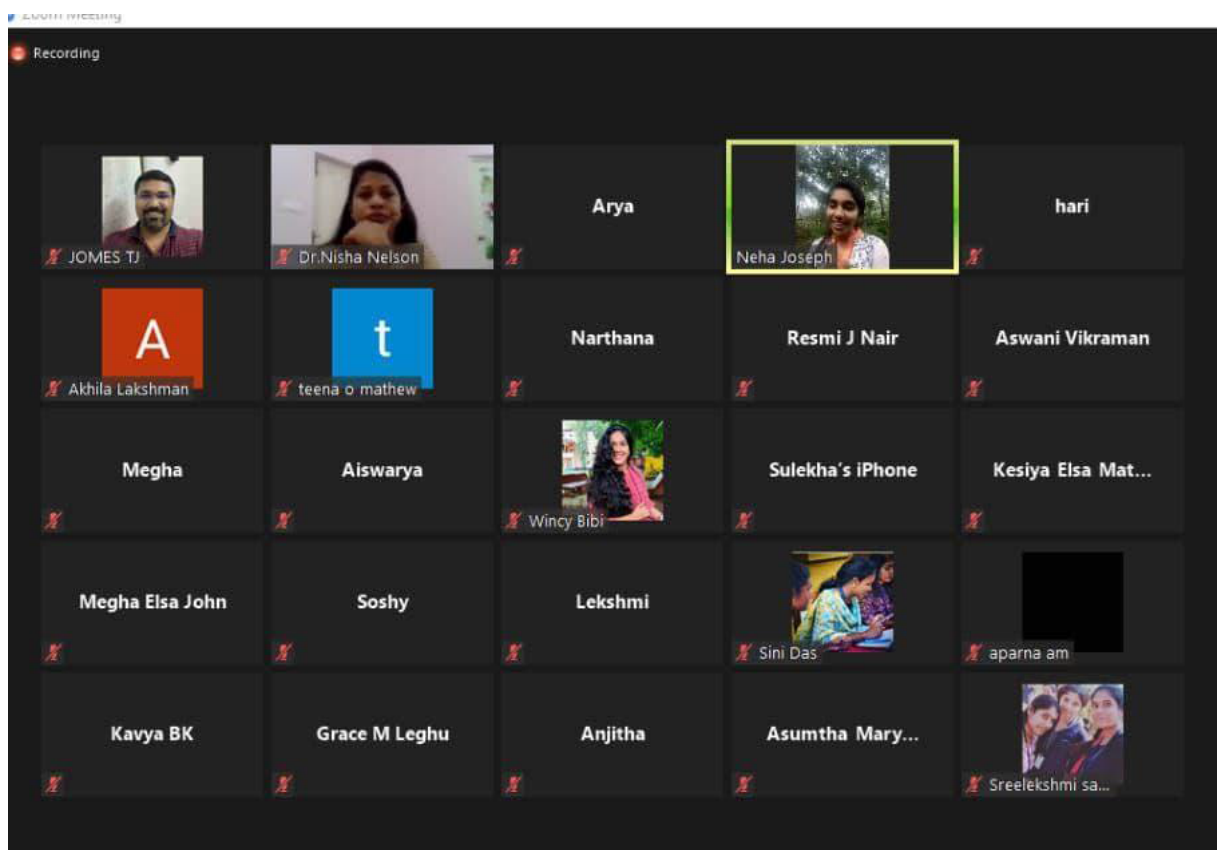 Zoom Meeting
Recording
JOMES TJ
Dr.Nisha Nelson
Arya
Neha Joseph
hari
A
Akhila Lakshman
t
teena o mathew
Narthana
Resmi J Nair
Aswani Vikraman
Megha
Aiswarya
Wincy Bibi
Sulekha's iPhone
Kesiya Elsa Mat...
Megha Elsa John
Soshy
Lekshmi
Sini Das
aparna am
Kavya BK
Grace M Leghu
Anjitha
Asumtha Mary...
Sreelekshmi sa...